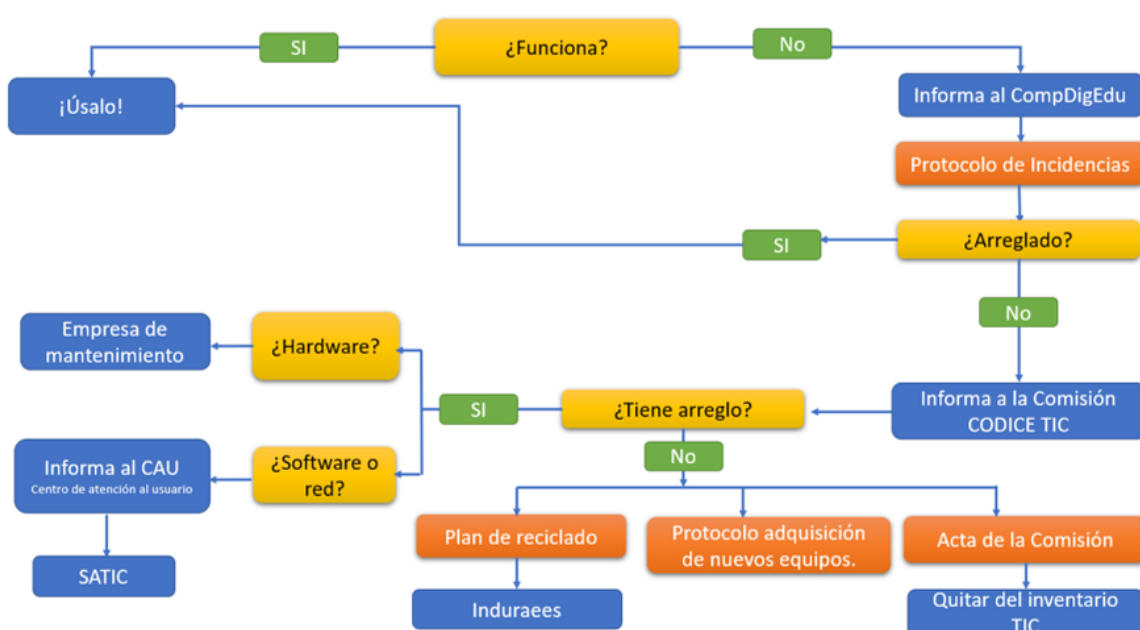 SI
¿Funciona?
No
¡Úsalo!
Informa al CompDigEdu
Protocolo de Incidencias
SI
¿Arreglado?
No
Empresa de
mantenimiento
¿Hardware?
SI
¿Tiene arreglo?
Informa a la Comisión
CODICE TIC
Informa al CAU
Centro de atención al usuario
¿Software o
red?
No
SATIC
Plan de reciclado
Protocolo adquisición
de nuevos equipos.
Acta de la Comisión
Induraees
Quitar del inventario
TIC